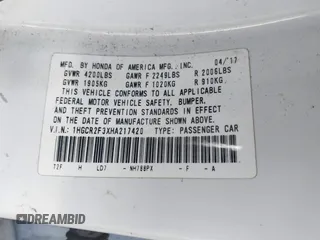 MFD. BY HONDA OF AMERICA MFG., INC. 04/17
GVWR 4200LBS GAWR F 2249LBS R 2006LBS
GVWR 1905KG GAWR F 1020KG R 910KG
THIS VEHICLE CONFORMS TO ALL APPLICABLE
FEDERAL MOTOR VEHICLE SAFETY, BUMPER,
AND THEFT PREVENTION STANDARDS IN EFFECT
ON THE DATE OF MANUFACTURE SHOWN ABOVE.
V.I.N.: 1HGCR2F3XHA217420 TYPE: PASSENGER CAR
T2F H LD7 - NH788PX - F - A
DREAMBID